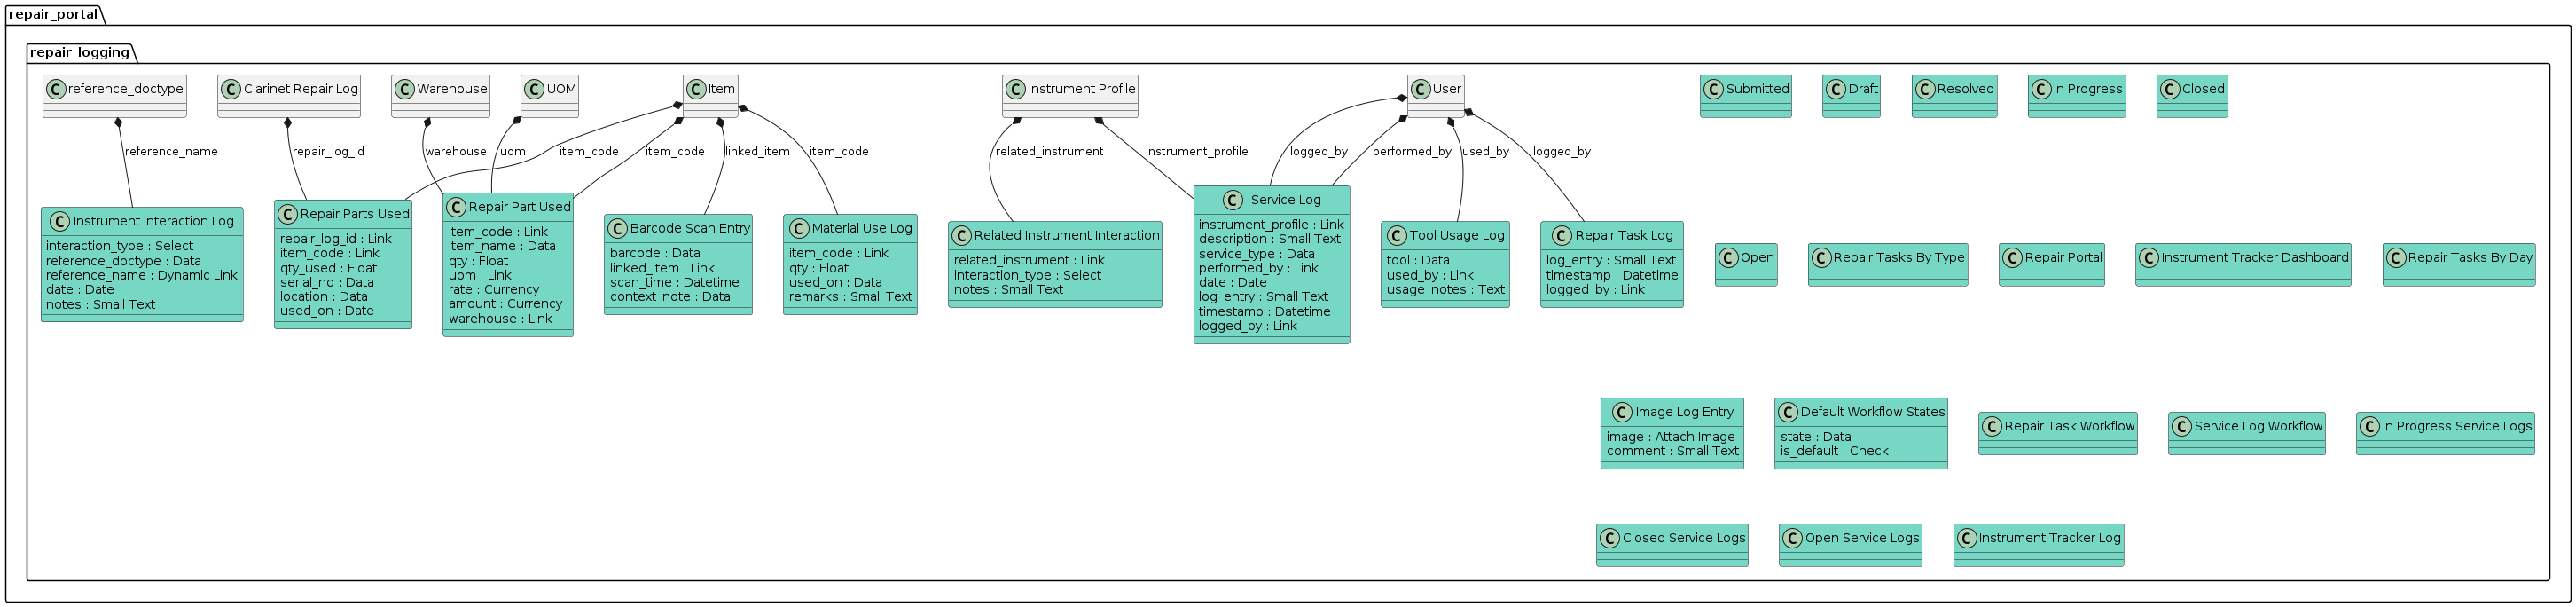 repair_portal
repair_logging
C reference_doctype
C Clarinet Repair Log
C Warehouse
C UOM
C Item
C Instrument Profile
C User
C Submitted
C Draft
C Resolved
C In Progress
C Closed
reference_name
repair_log_id
warehouse
uom
item_code
item_code
linked_item
item_code
related_instrument
instrument_profile
logged_by
performed_by
used_by
logged_by
C Instrument Interaction Log
interaction_type : Select
reference_doctype : Data
reference_name : Dynamic Link
date : Date
notes : Small Text
C Repair Parts Used
repair_log_id : Link
item_code : Link
qty_used : Float
serial_no : Data
location : Data
used_on : Date
C Repair Part Used
item_code : Link
item_name : Data
qty : Float
uom : Link
rate : Currency
amount : Currency
warehouse : Link
C Barcode Scan Entry
barcode : Data
linked_item : Link
scan_time : Datetime
context_note : Data
C Material Use Log
item_code : Link
qty : Float
used_on : Data
remarks : Small Text
C Related Instrument Interaction
related_instrument : Link
interaction_type : Select
notes : Small Text
C Service Log
instrument_profile : Link
description : Small Text
service_type : Data
performed_by : Link
date : Date
log_entry : Small Text
timestamp : Datetime
logged_by : Link
C Tool Usage Log
tool : Data
used_by : Link
usage_notes : Text
C Repair Task Log
log_entry : Small Text
timestamp : Datetime
logged_by : Link
C Open
C Repair Tasks By Type
C Repair Portal
C Instrument Tracker Dashboard
C Repair Tasks By Day
C Image Log Entry
image : Attach Image
comment : Small Text
C Default Workflow States
state : Data
is_default : Check
C Repair Task Workflow
C Service Log Workflow
C In Progress Service Logs
C Closed Service Logs
C Open Service Logs
C Instrument Tracker Log